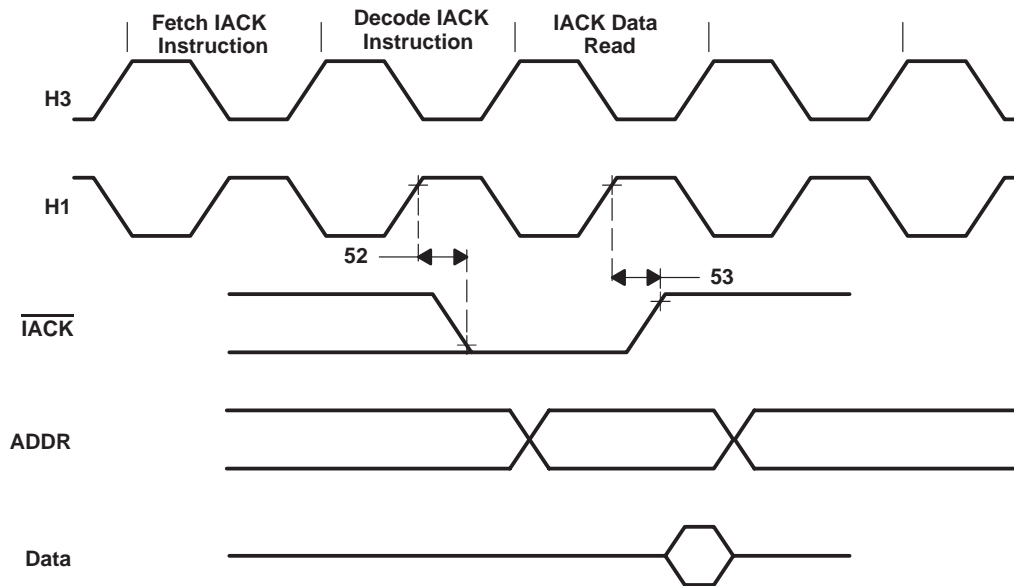 Fetch IACK
Instruction
Decode IACK
Instruction
IACK Data
Read
H3
H1
52
53
IACK
ADDR
Data